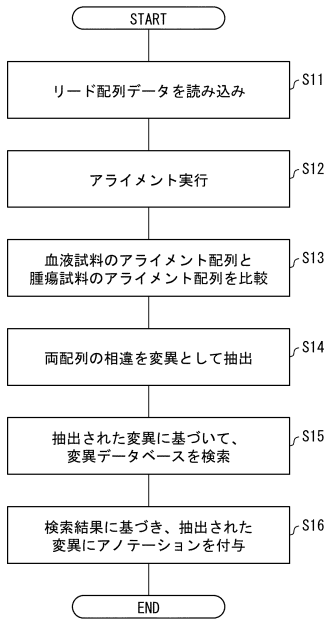 START
リード配列データを読み込み
S11
アライメント実行
S12
血液試料のアライメント配列と
腫瘍試料のアライメント配列を比較
S13
両配列の相違を変異として抽出
S14
抽出された変異に基づいて、
変異データベースを検索
S15
検索結果に基づき、抽出された
変異にアノテーションを付与
S16
END